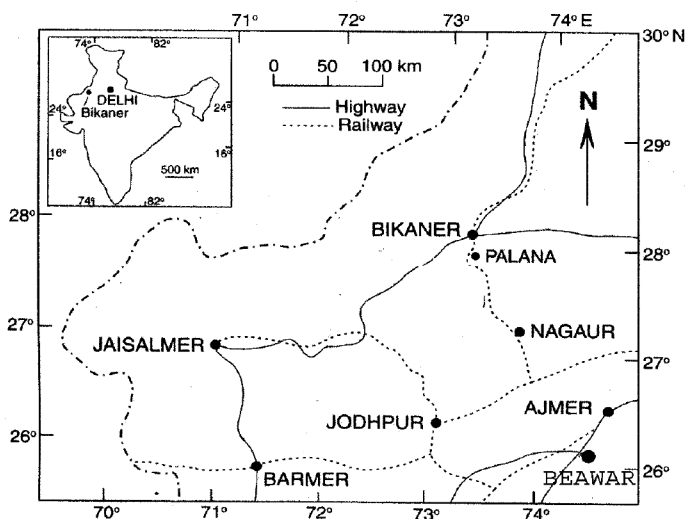 71° 72° 73° 74° E
30° N
74° 82°
DELHI
Bikaner
24° 24°
16° 16°
500 km
74° 82°
0 50 100 km
Highway
Railway
N
29°
28°
BIKANER
28°
PALANA
27°
NAGAUR
JAISALMER
27°
AJMER
JODHPUR
26°
BEAWAR
26°
BARMER
70° 71° 72° 73° 74°